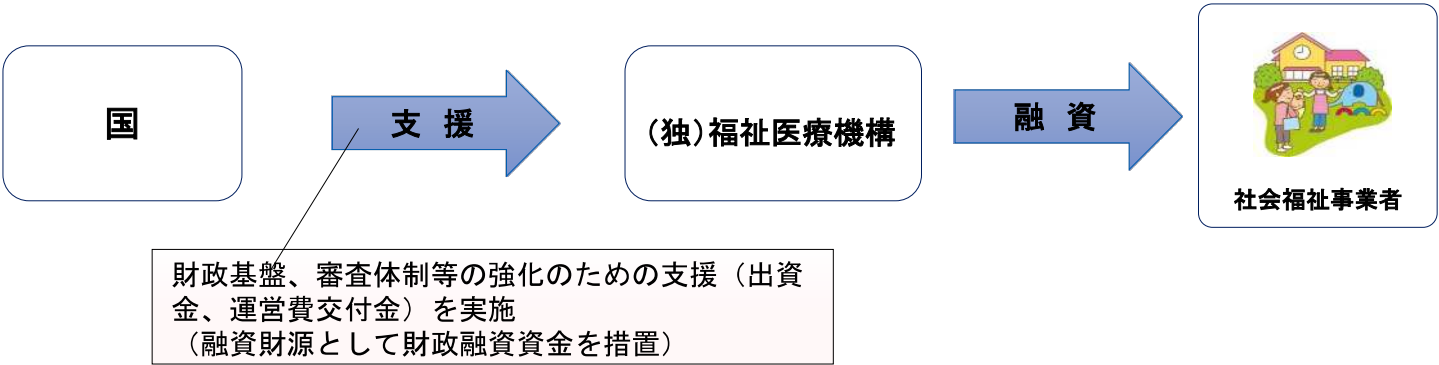 国
支 援
（独）福祉医療機構
融 資
社会福祉事業者
財政基盤、審査体制等の強化のための支援（出資
金、運営費交付金）を実施
（融資財源として財政融資資金を措置）